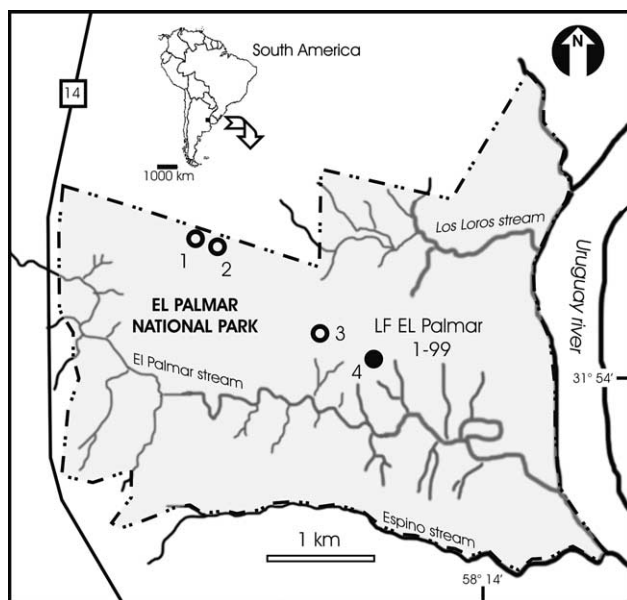 South America
N
14
1000 km
Los Loros stream
1
2
Uruguay river
EL PALMAR
NATIONAL PARK
3
LF EL Palmar
1-99
4
El Palmar stream
31° 54'
Espino stream
1 km
58° 14'